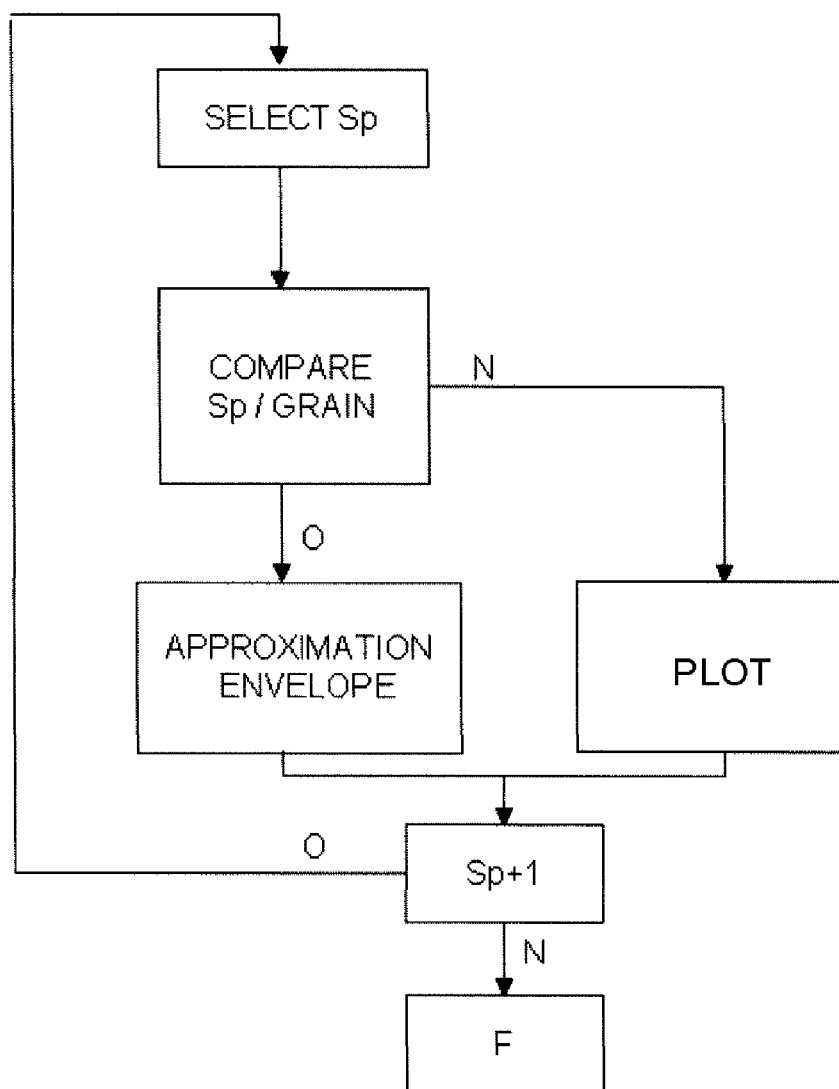 SELECT Sp
COMPARE
Sp / GRAIN
N
O
APPROXIMATION
ENVELOPE
PLOT
O
Sp+1
N
F